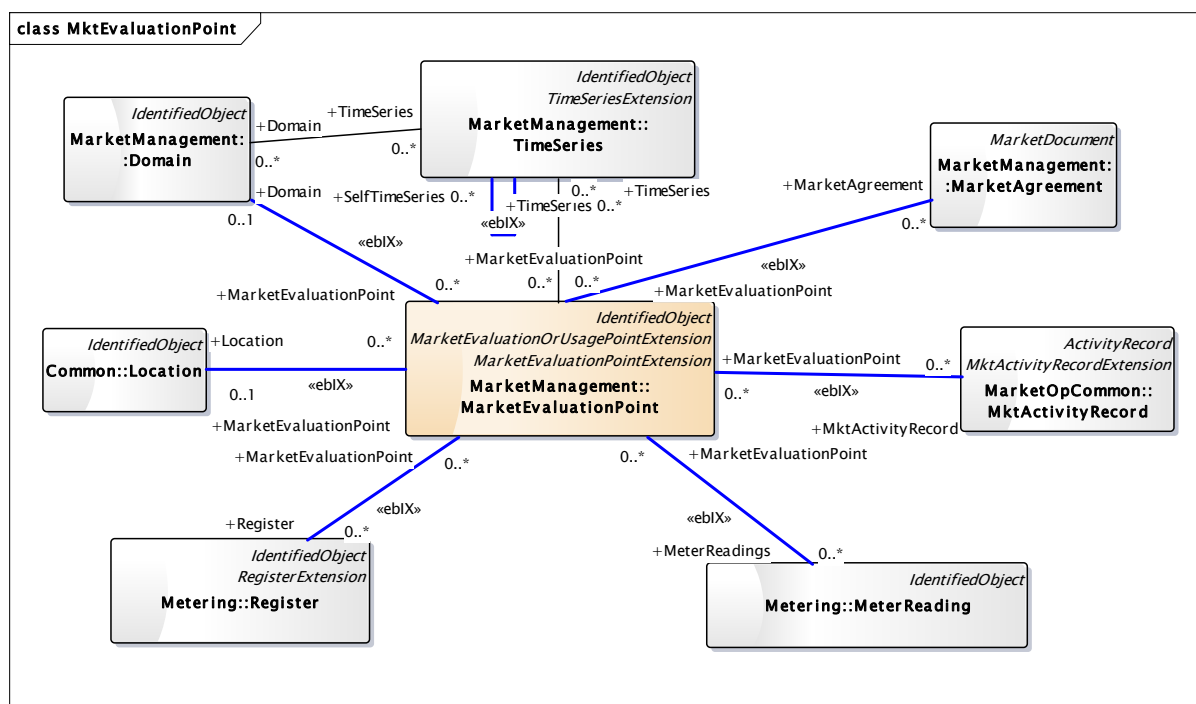 class MktEvaluationPoint
IdentifiedObject
TimeSeriesExtension
MarketManagement::
TimeSeries
IdentifiedObject
MarketManagement:
:Domain
+Domain
+TimeSeries
0..*
0..*
MarketDocument
MarketManagement:
:MarketAgreement
+Domain
0..1
+SelfTimeSeries 0..*
0..*
+TimeSeries
+TimeSeries 0..*
«ebIX»
+MarketAgreement
0..*
«ebIX»
«ebIX»
+MarketEvaluationPoint
0..*
0..*
+MarketEvaluationPoint
0..*
+MarketEvaluationPoint
IdentifiedObject
MarketEvaluationOrUsagePointExtension
MarketEvaluationPointExtension
MarketManagement::
MarketEvaluationPoint
IdentifiedObject
Common::Location
+Location
0..*
0..1
«ebIX»
+MarketEvaluationPoint
+MarketEvaluationPoint
0..*
0..*
«ebIX»
+MktActivityRecord
ActivityRecord
MktActivityRecordExtension
MarketOpCommon::
MktActivityRecord
+MarketEvaluationPoint
0..*
0..*
+MarketEvaluationPoint
«ebIX»
+Register
0..*
«ebIX»
+MeterReadings
0..*
IdentifiedObject
RegisterExtension
Metering::Register
IdentifiedObject
Metering::MeterReading